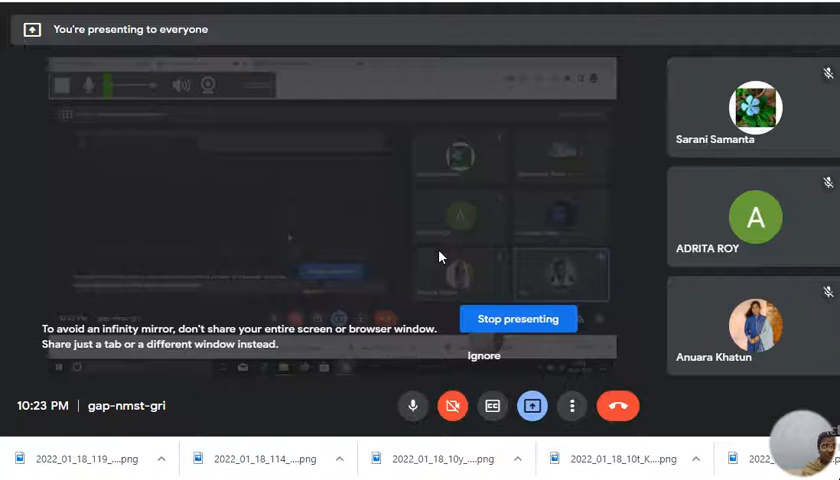 You're presenting to everyone
Sarani Samanta
A
ADRITA ROY
Anuara Khatun
To avoid an infinity mirror, don't share your entire screen or browser window.
Share just a tab or a different window instead.
Stop presenting
Ignore
10:23 PM | gap-nmst-gri
2022_01_18_119_....png
2022_01_18_114_....png
2022_01_18_10y_....png
2022_01_18_10t_K....png
2022_01_18_